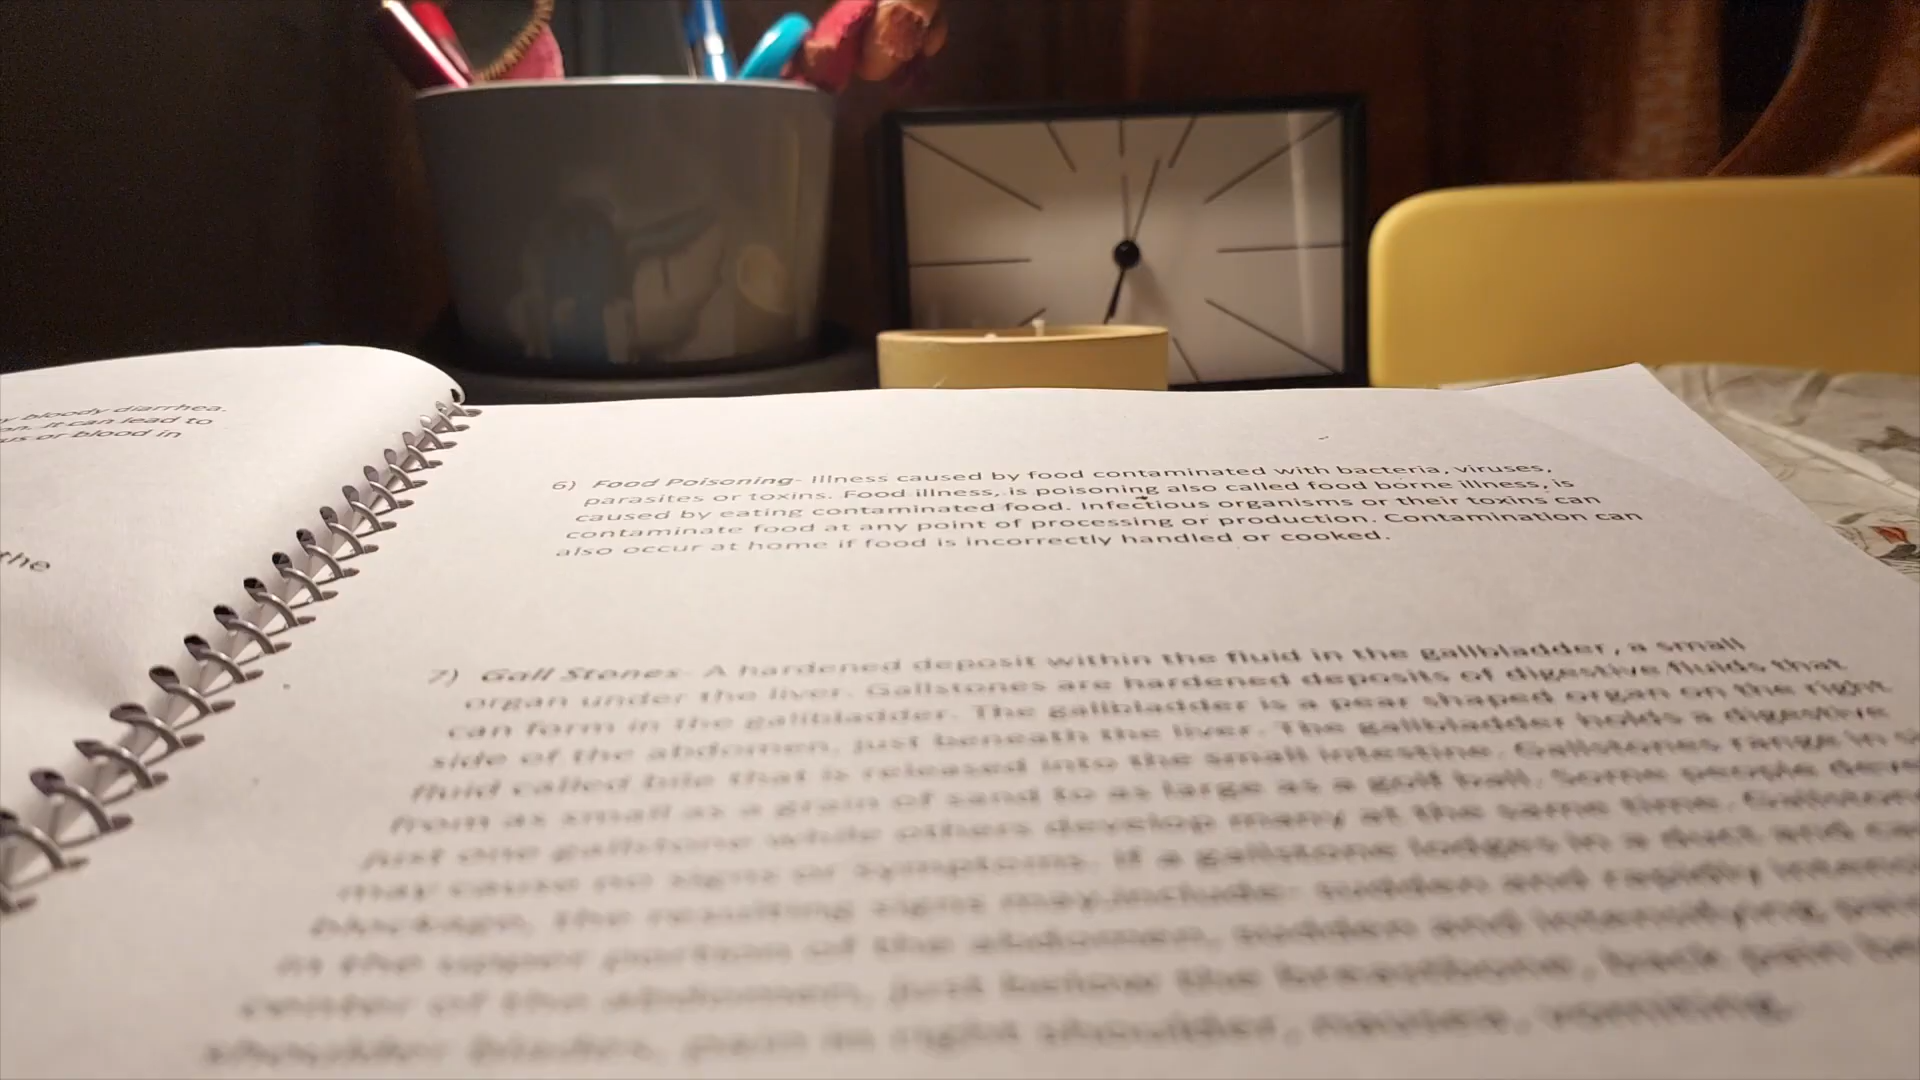 y bloody diarrhea.
on. It can lead to
us or blood in
the
6) Food Poisoning- Illness caused by food contaminated with bacteria, viruses,
parasites or toxins. Food illness, is poisoning also called food borne illness, is
caused by eating contaminated food. Infectious organisms or their toxins can
contaminate food at any point of processing or production. Contamination can
also occur at home if food is incorrectly handled or cooked.
7) Gall Stones- A hardened deposit within the fluid in the gallbladder, a small
organ under the liver. Gallstones are hardened deposits of digestive fluids that
can form in the gallbladder. The gallbladder is a pear shaped organ on the right
side of the abdomen, just beneath the liver. The gallbladder holds a digestive
fluid called bile that is released into the small intestine. Gallstones range in
from as small as a grain of sand to as large as a golf ball. Some people
just one gallstone while others develop many at the same time.
may cause no signs or symptoms. If a gallstone lodges in a duct and
blockage, the resulting signs may include- sudden and rapidly
in the upper portion of the abdomen, sudden and intensifying
center of the abdomen, just below the breastbone, back pain
shoulder blades, pain in right shoulder, nausea, vomiting.